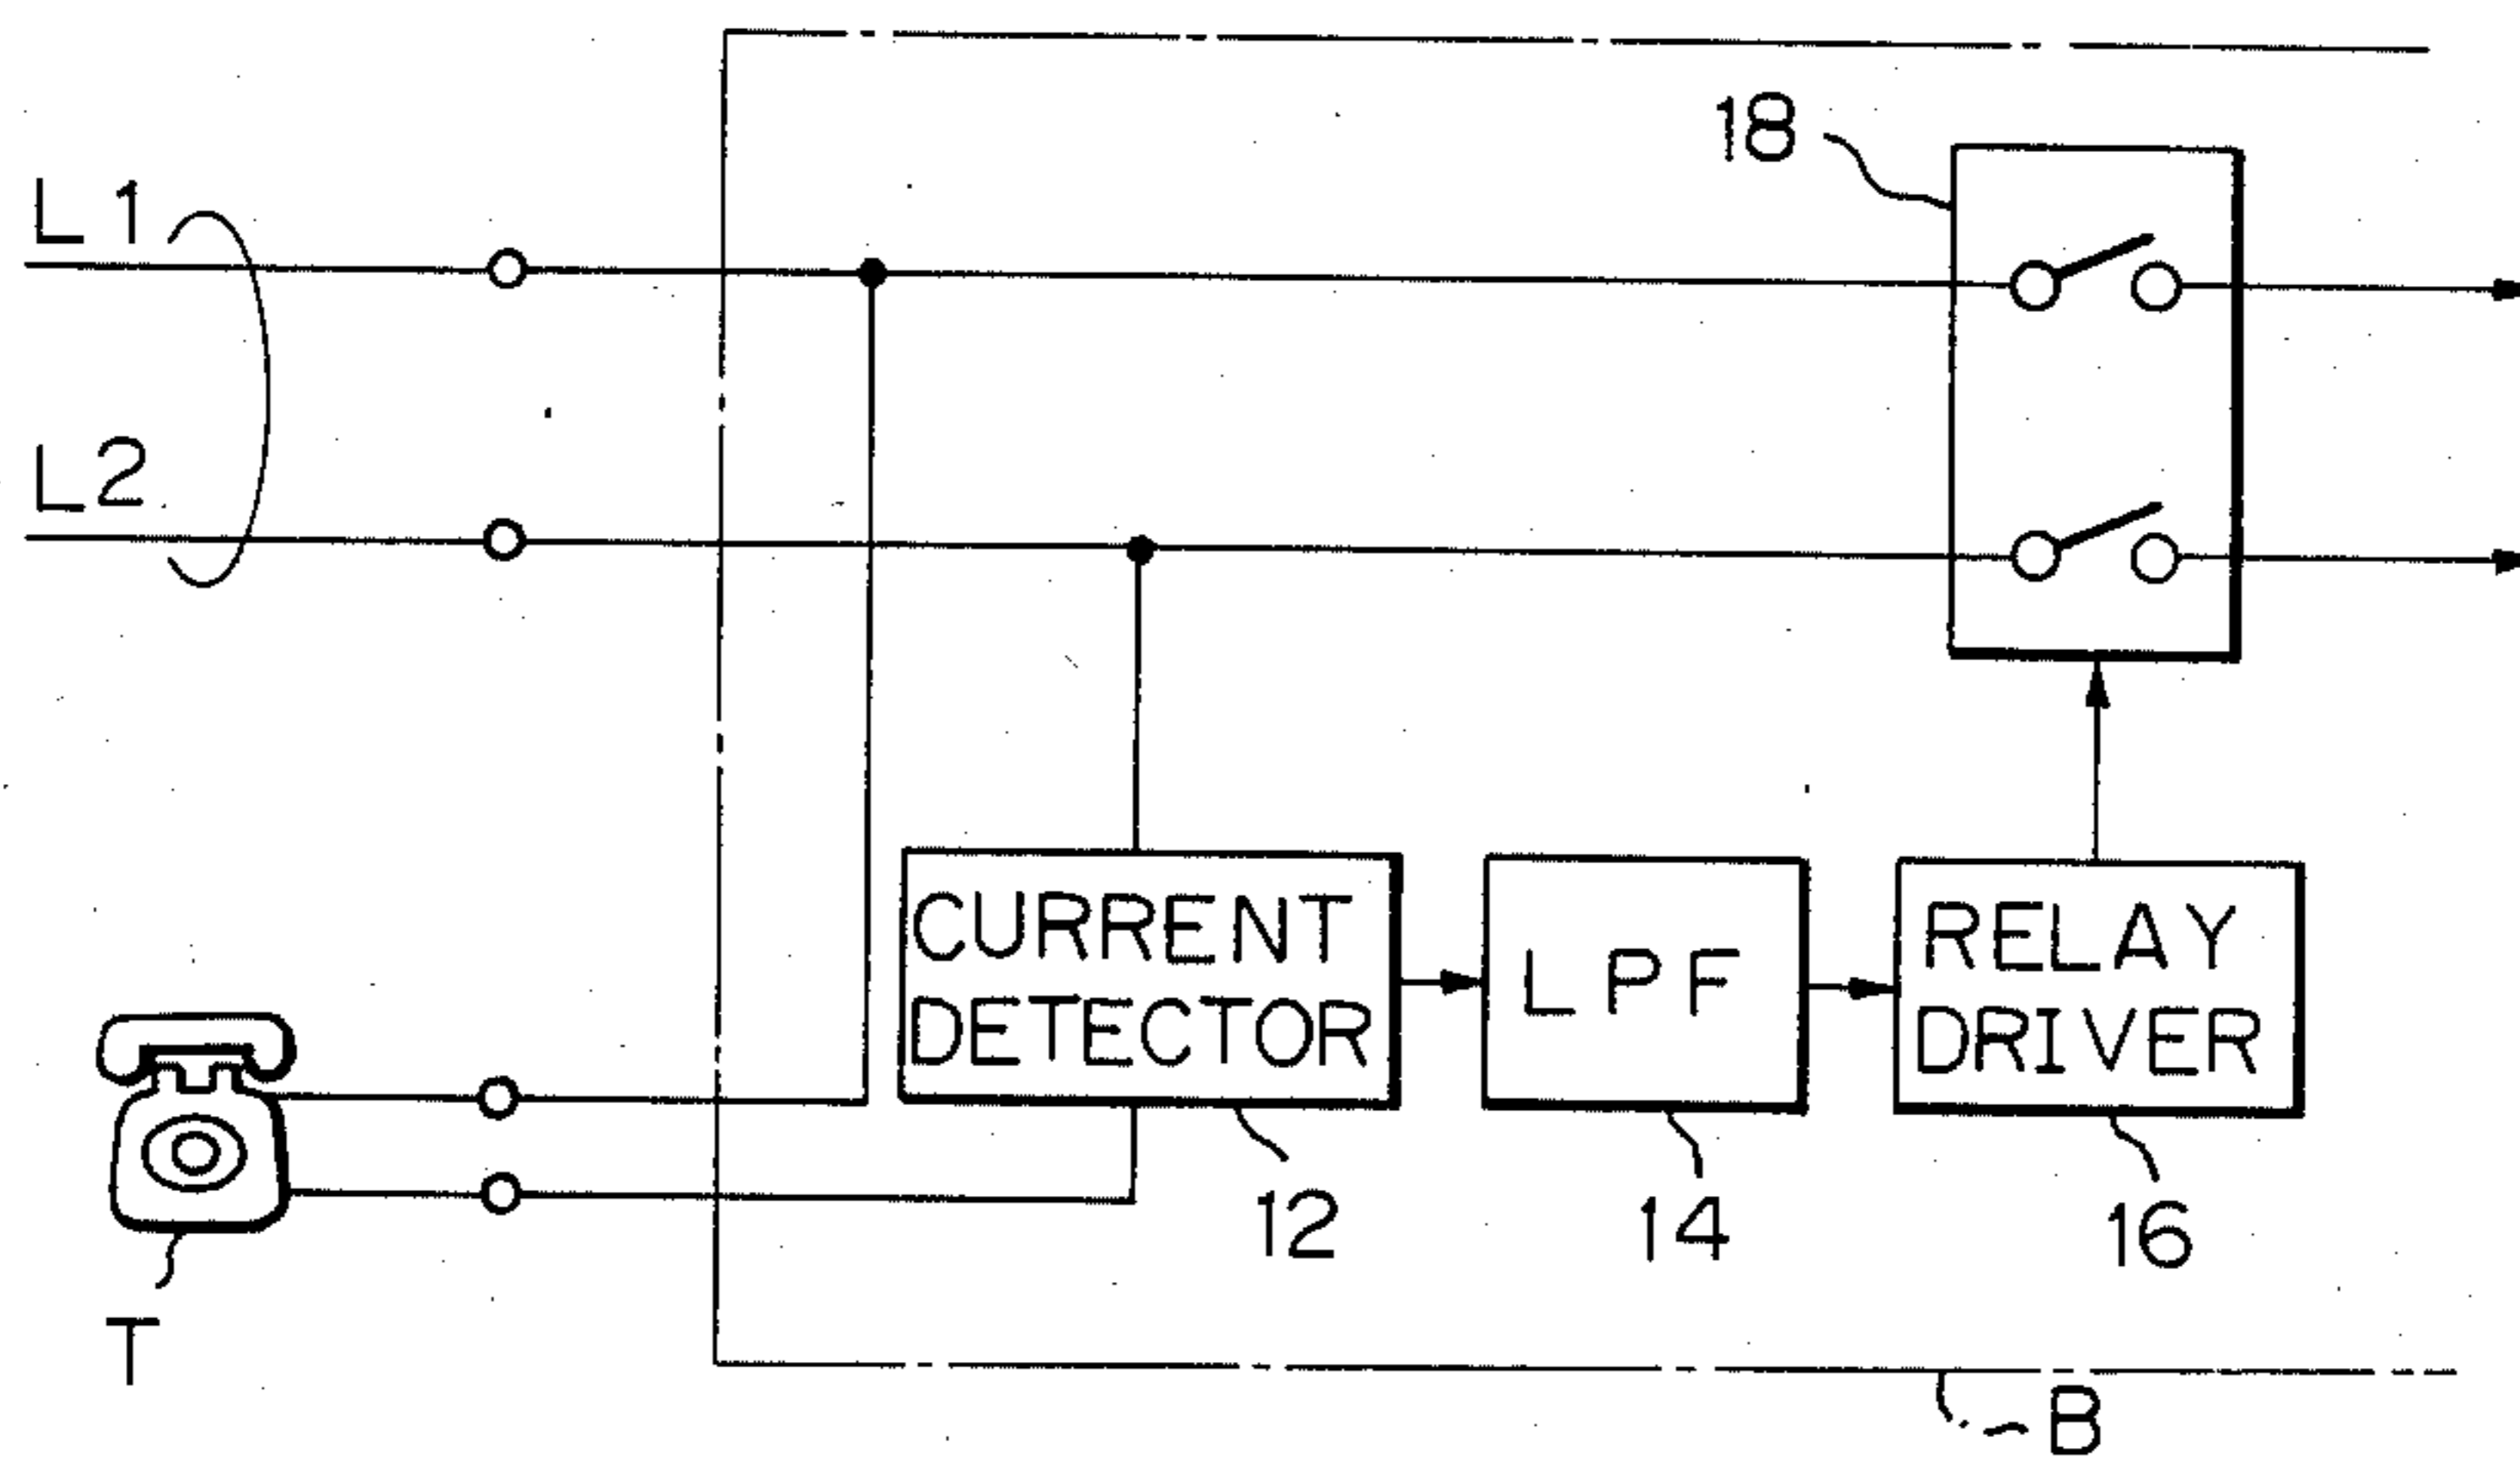 18
L1
L2
CURRENT
DETECTOR
LPF
RELAY
DRIVER
12
14
16
T
B